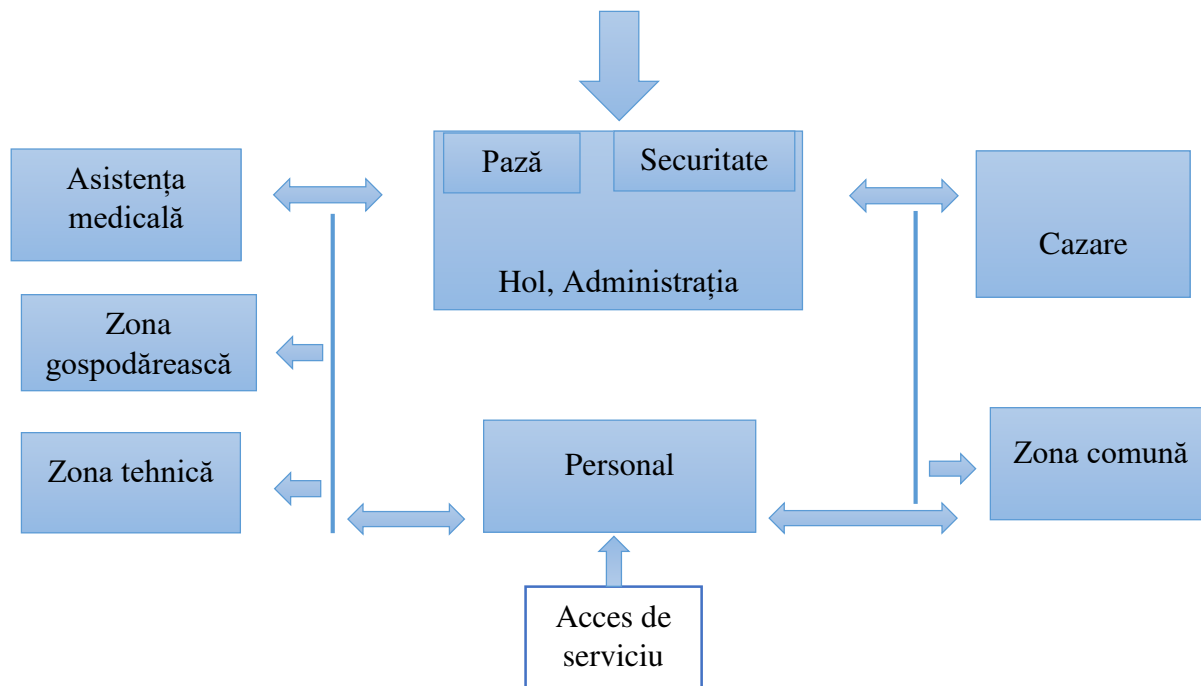 Pază
Securitate
Hol, Administrația
Asistența
medicală
Cazare
Zona
gospodărească
Zona tehnică
Personal
Zona comună
Acces de
serviciu